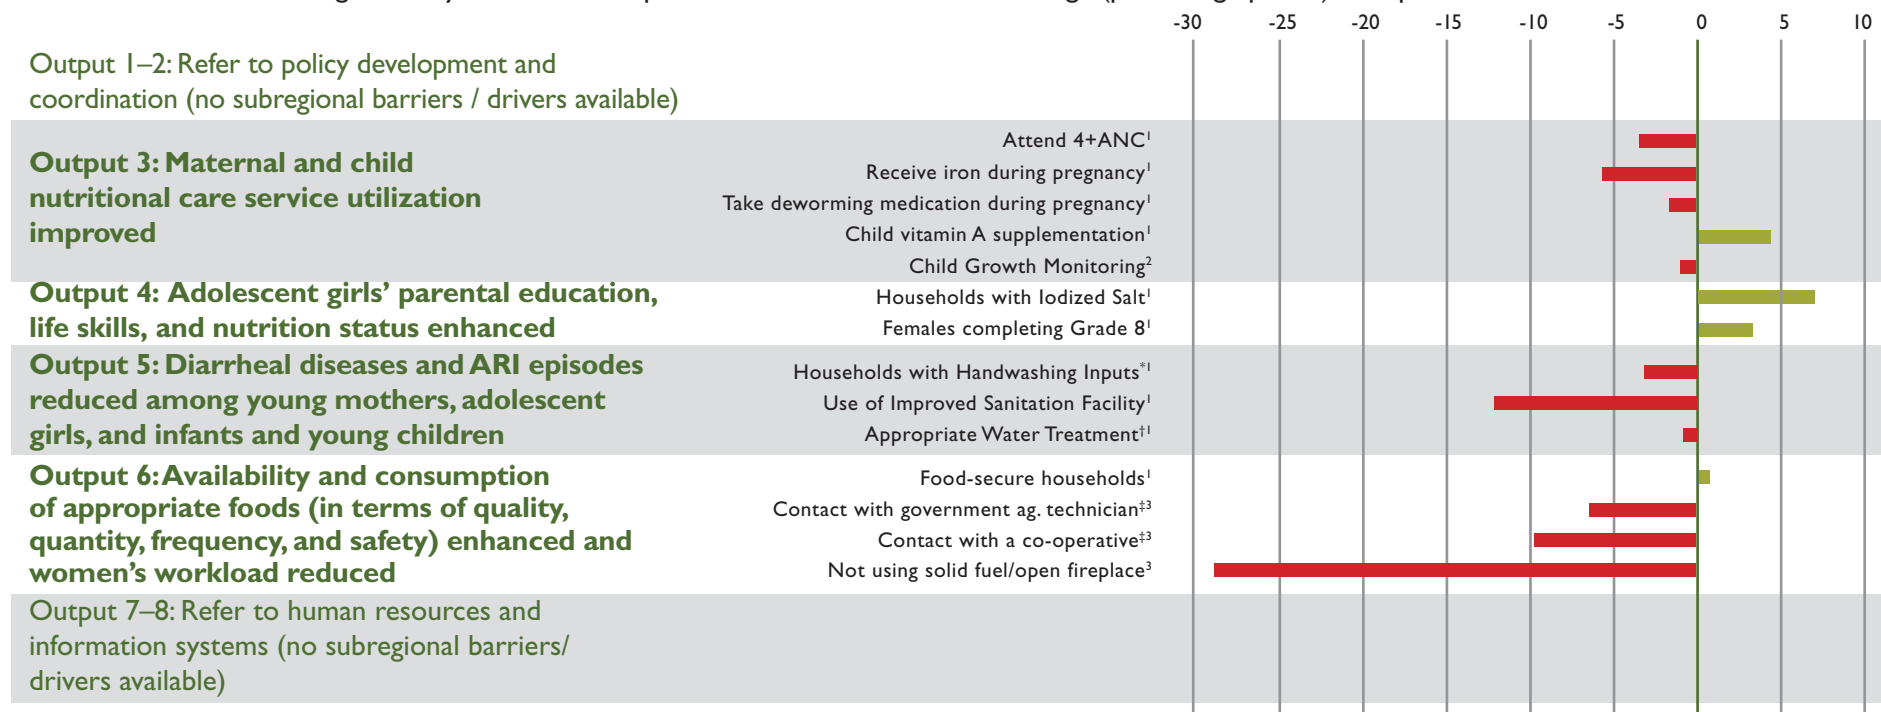 -30 -25 -20 -15 -10 -5 0 5 10
Output 1–2: Refer to policy development and
coordination (no subregional barriers / drivers available)
Output 3: Maternal and child
nutritional care service utilization
improved
Attend 4+ANC¹
Receive iron during pregnancy¹
Take deworming medication during pregnancy¹
Child vitamin A supplementation¹
Child Growth Monitoring²
Output 4: Adolescent girls’ parental education,
life skills, and nutrition status enhanced
Households with Iodized Salt¹
Females completing Grade 8¹
Output 5: Diarrheal diseases and ARI episodes
reduced among young mothers, adolescent
girls, and infants and young children
Households with Handwashing Inputs*¹
Use of Improved Sanitation Facility¹
Appropriate Water Treatment†¹
Output 6: Availability and consumption
of appropriate foods (in terms of quality,
quantity, frequency, and safety) enhanced and
women’s workload reduced
Food-secure households¹
Contact with government ag. technician‡³
Contact with a co-operative‡³
Not using solid fuel/open fireplace³
Output 7–8: Refer to human resources and
information systems (no subregional barriers/
drivers available)